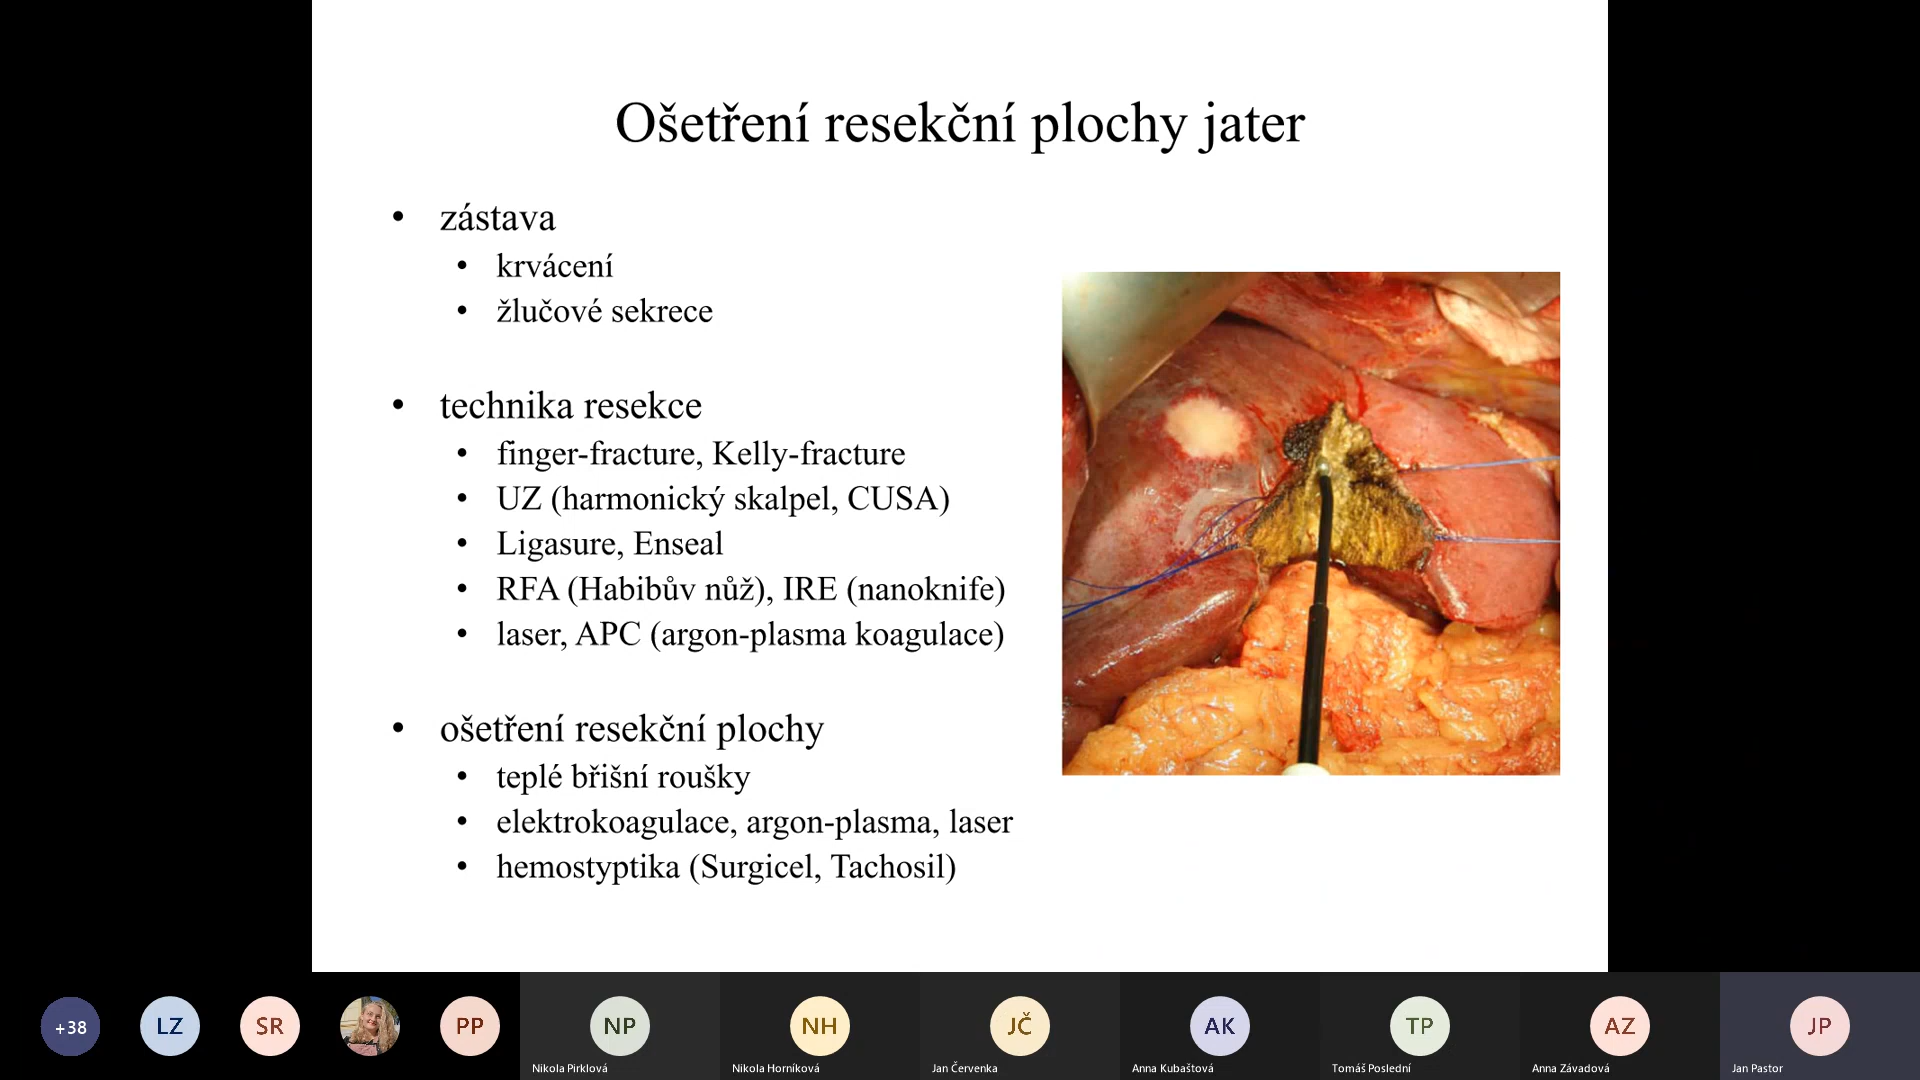 Ošetření resekční plochy jater
• zástava
• krvácení
• žlučové sekrece
• technika resekce
• finger-fracture, Kelly-fracture
• UZ (harmonický skalpel, CUSA)
• Ligasure, Enseal
• RFA (Habibův nůž), IRE (nanoknife)
• laser, APC (argon-plasma koagulace)
• ošetření resekční plochy
• teplé břišní roušky
• elektrokoagulace, argon-plasma, laser
• hemostyptika (Surgicel, Tachosil)
+38 LZ SR PP NP NH JČ AK TP AZ JP
Nikola Pirklová Nikola Horníková Jan Červenka Anna Kubaštová Tomáš Poslední Anna Závadová Jan Pastor